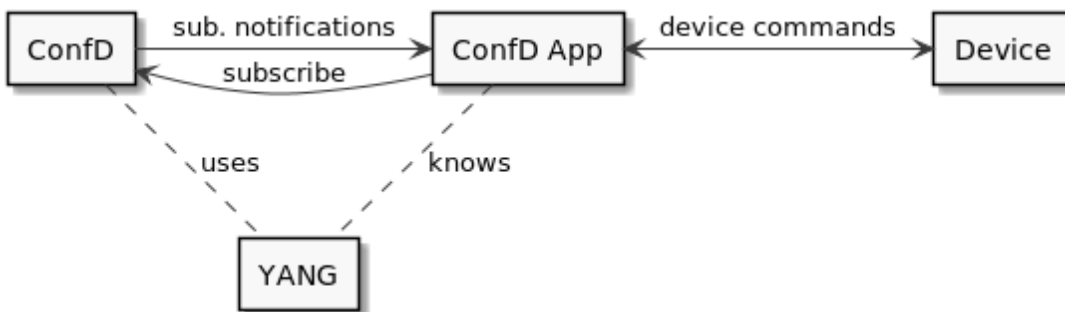 sub. notifications
device commands
ConfD
ConfD App
Device
subscribe
uses
knows
YANG